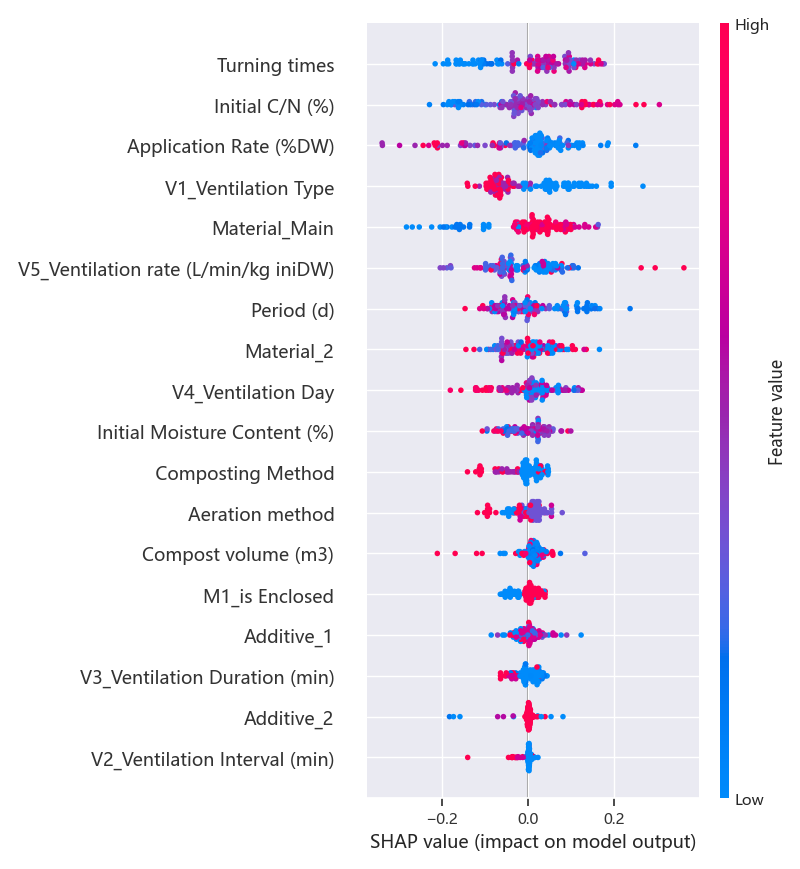 High
Turning times
Initial C/N (%)
Application Rate (%DW)
V1_Ventilation Type
Material_Main
V5_Ventilation rate (L/min/kg iniDW)
Period (d)
Material_2
V4_Ventilation Day
Initial Moisture Content (%)
Composting Method
Aeration method
Compost volume (m3)
M1_is Enclosed
Additive_1
V3_Ventilation Duration (min)
Additive_2
V2_Ventilation Interval (min)
Feature value
Low
−0.2 0.0 0.2
SHAP value (impact on model output)